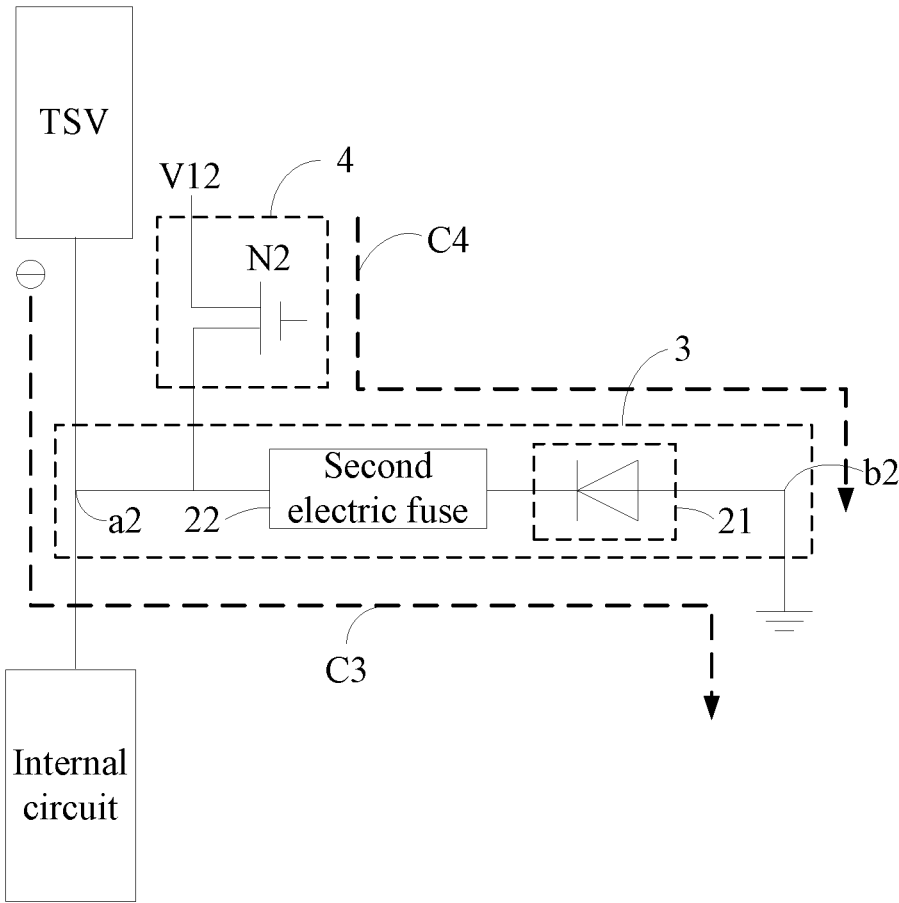 TSV
4
V12
C4
N2
3
Second
electric fuse
b2
a2
22
21
C3
Internal
circuit